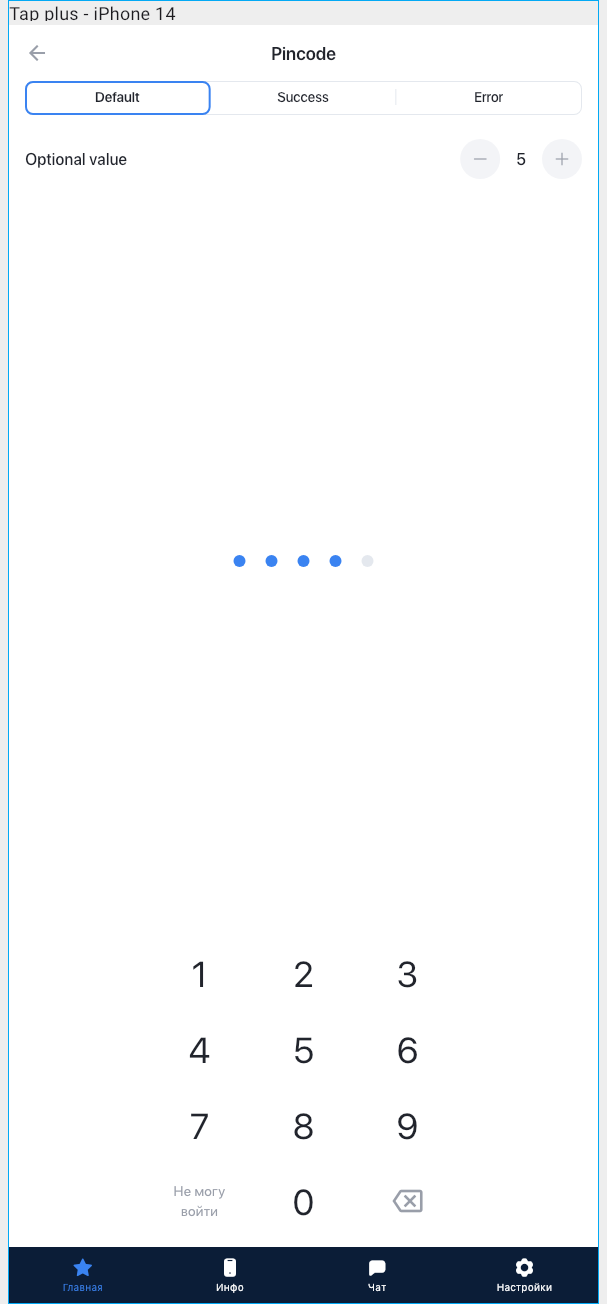 Tap plus - iPhone 14
Pincode
Default Success Error
Optional value 5
1 2 3
4 5 6
7 8 9
Не могу
войти
0
Главная Инфо Чат Настройки